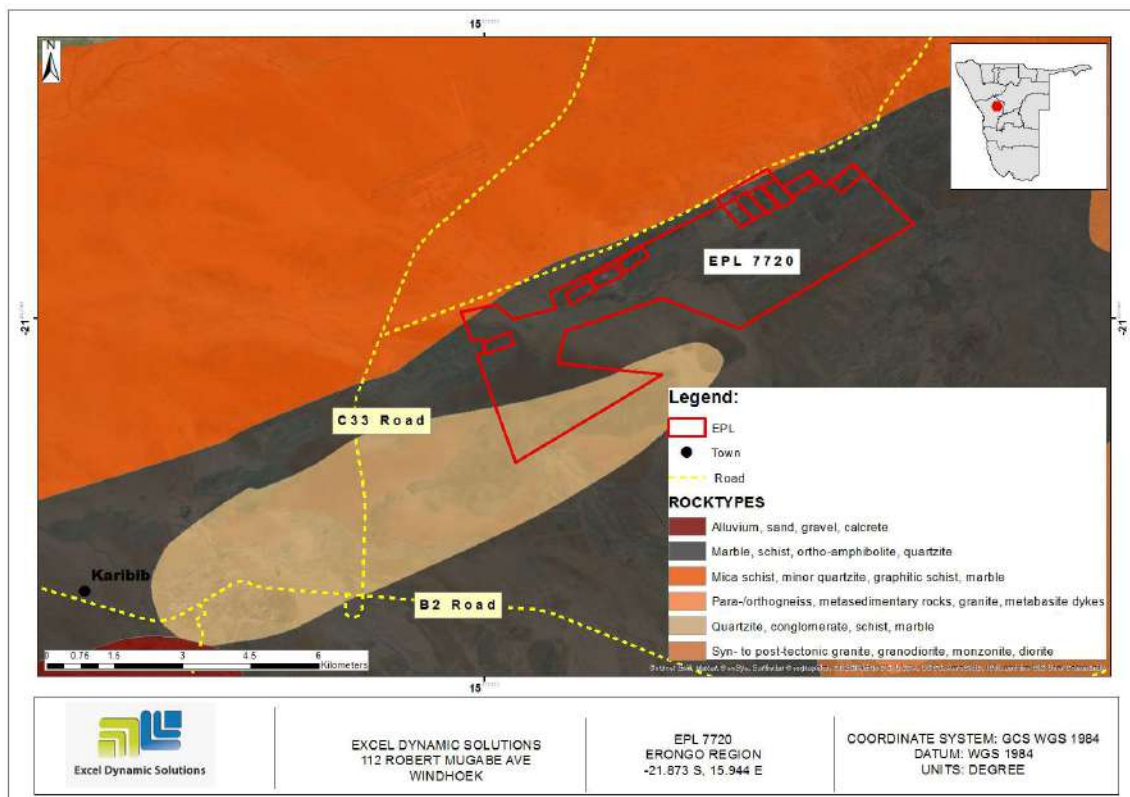 15
N
EPL 7720
-21
-21
C33 Road
Karibib
B2 Road
0 0.75 1.5 3 4.5 6
Kilometers
15
Legend:
EPL
Town
Road
ROCKTYPES
Alluvium, sand, gravel, calcrete
Marble, schist, ortho-amphibolite, quartzite
Mica schist, minor quartzite, graphitic schist, marble
Para-/orthogneiss, metasedimentary rocks, granite, metabasite dykes
Quartzite, conglomerate, schist, marble
Syn- to post-tectonic granite, granodiorite, monzonite, diorite
Excel Dynamic Solutions
EXCEL DYNAMIC SOLUTIONS
112 ROBERT MUGABE AVE
WINDHOEK
EPL 7720
ERONGO REGION
-21.873 S, 15.944 E
COORDINATE SYSTEM: GCS WGS 1984
DATUM: WGS 1984
UNITS: DEGREE